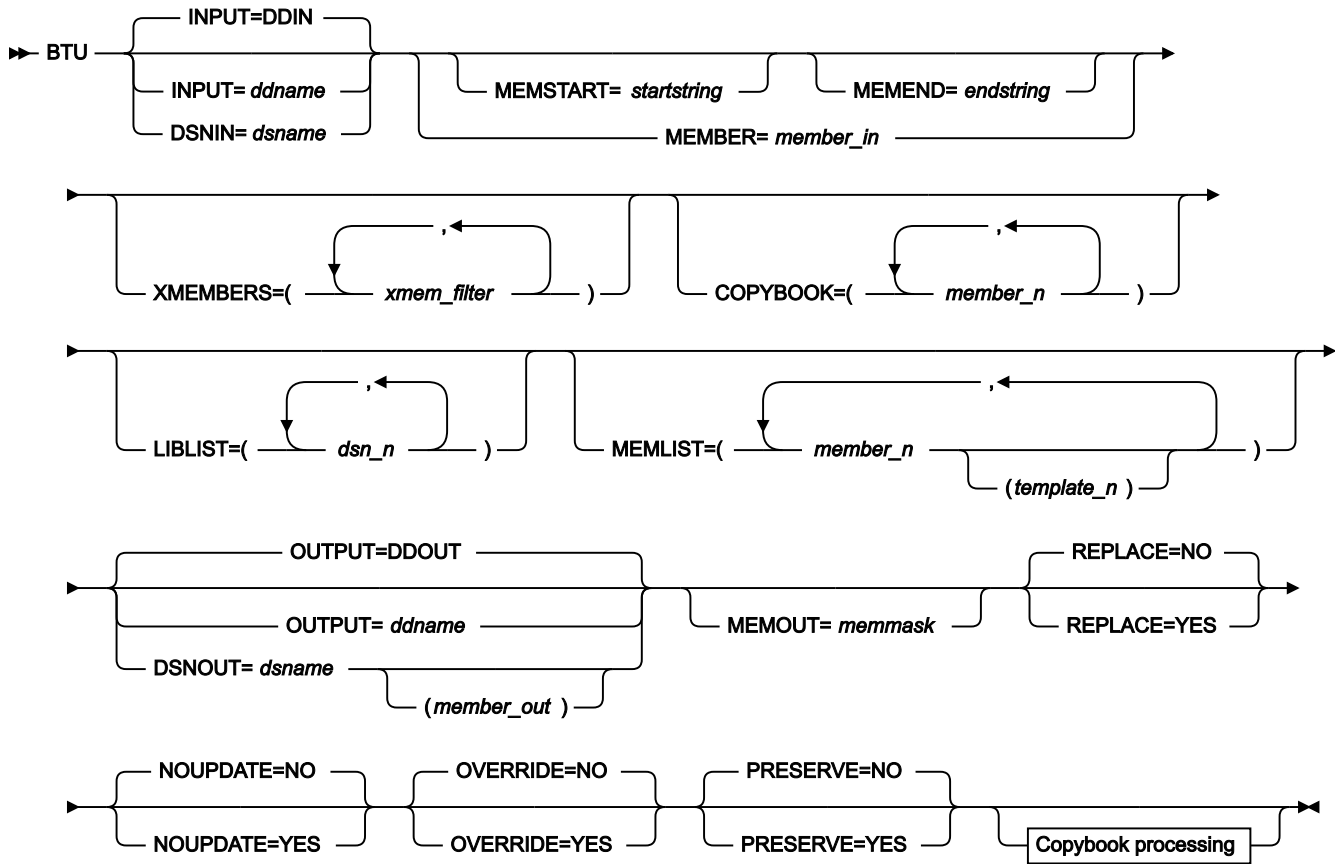 INPUT=DDIN
BTU
INPUT= ddname
DSNIN= dsname
MEMSTART= startstring
MEMEND= endstring
MEMBER= member_in
,
XMEMBERS=( xmem_filter )
,
COPYBOOK=( member_n )
,
LIBLIST=( dsn_n )
,
MEMLIST=( member_n )
(template_n )
OUTPUT=DDOUT
OUTPUT= ddname
DSNOUT= dsname
(member_out )
MEMOUT= memmask
REPLACE=NO
REPLACE=YES
NOUPDATE=NO
NOUPDATE=YES
OVERRIDE=NO
OVERRIDE=YES
PRESERVE=NO
PRESERVE=YES
Copybook processing